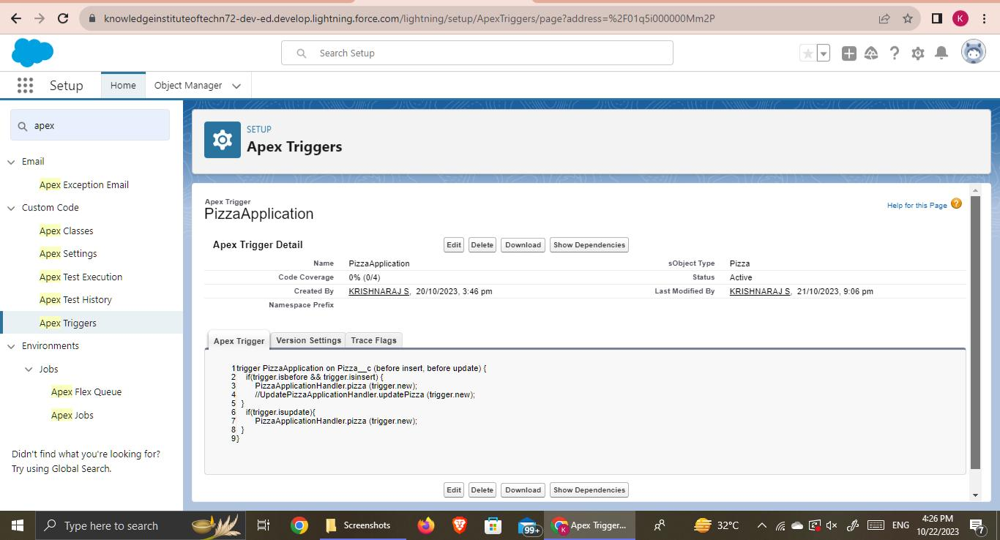 knowledgeinstituteoftechn72-dev-ed.develop.lightning.force.com/lightning/setup/ApexTriggers/page?address=%2F01q5i000000Mm2P
K
Search Setup
Setup
Home
Object Manager
apex
Email
Apex Exception Email
Custom Code
Apex Classes
Apex Settings
Apex Test Execution
Apex Test History
Apex Triggers
Environments
Jobs
Apex Flex Queue
Apex Jobs
Didn't find what you're looking for?
Try using Global Search.
SETUP
Apex Triggers
Apex Trigger
PizzaApplication
Help for this Page ?
Apex Trigger Detail
Edit Delete Download Show Dependencies
Name PizzaApplication sObject Type Pizza
Code Coverage 0% (0/4) Status Active
Created By KRISHNARAJ S, 20/10/2023, 3:46 pm Last Modified By KRISHNARAJ S, 21/10/2023, 9:06 pm
Namespace Prefix
Apex Trigger Version Settings Trace Flags
1 trigger PizzaApplication on Pizza__c (before insert, before update) {
2 if(trigger.isbefore && trigger.isinsert) {
3 PizzaApplicationHandler.pizza (trigger.new);
4 //UpdatePizzaApplicationHandler.updatePizza (trigger.new);
5 }
6 if(trigger.isupdate){
7 PizzaApplicationHandler.pizza (trigger.new);
8 }
9 }
Edit Delete Download Show Dependencies
Type here to search
Screenshots
99+
K
Apex Trigger...
32°C
ENG
4:26 PM
10/22/2023
7